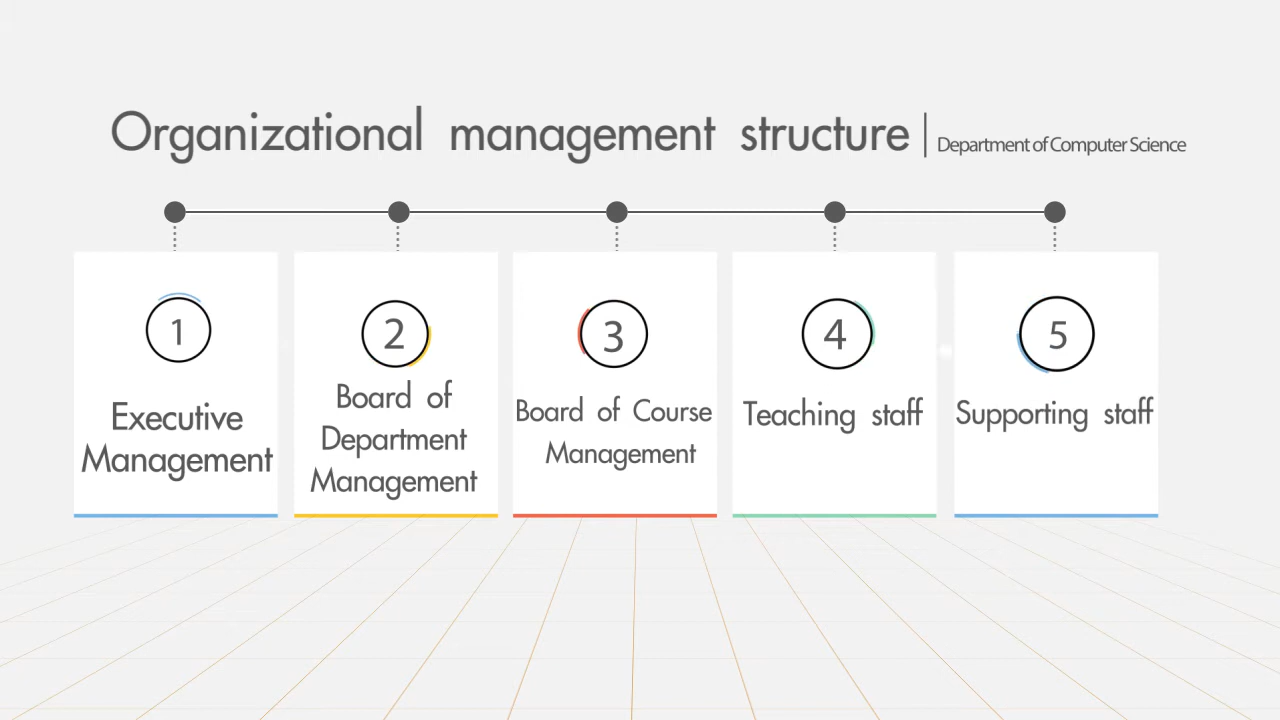 Organizational management structure | Department of Computer Science
1
Executive
Management
2
Board of
Department
Management
3
Board of Course
Management
4
Teaching staff
5
Supporting staff